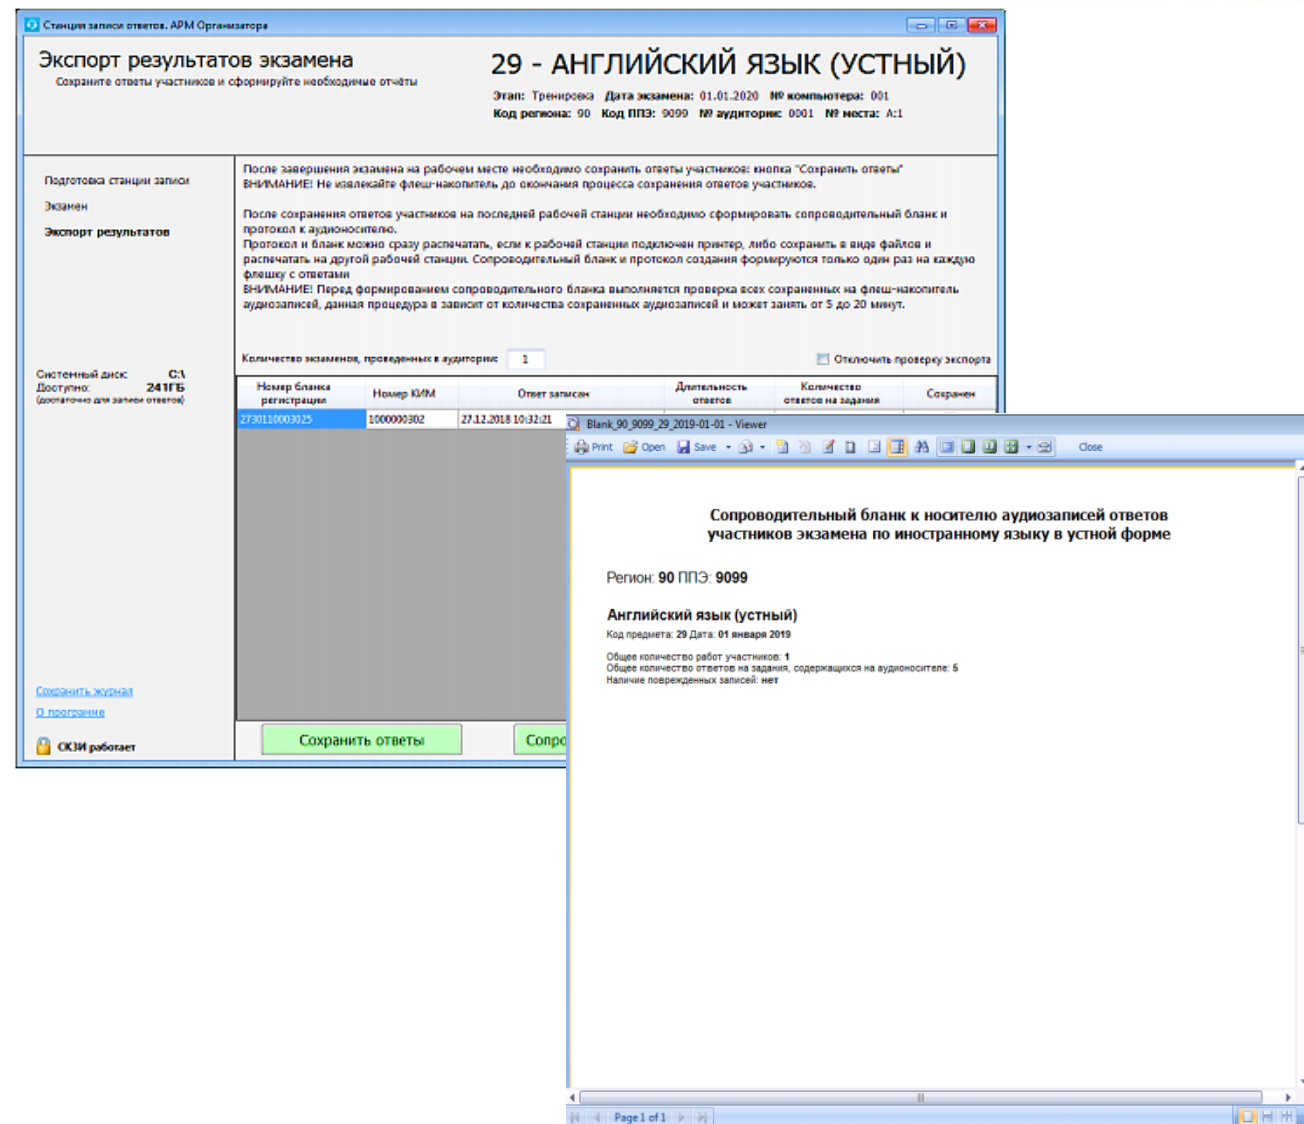 Станция записи ответов. АРМ Организатора
Экспорт результатов экзамена
Сохраните ответы участников и сформируйте необходимые отчёты
29 - АНГЛИЙСКИЙ ЯЗЫК (УСТНЫЙ)
Этап: Тренировка Дата экзамена: 01.01.2020 № компьютера: 001
Код региона: 90 Код ППЭ: 9099 № аудитории: 0001 № места: А:1
Подготовка станции записи
Экзамен
Экспорт результатов
После завершения экзамена на рабочем месте необходимо сохранить ответы участников: кнопка "Сохранить ответы"
ВНИМАНИЕ! Не извлекайте флеш-накопитель до окончания процесса сохранения ответов участников.
После сохранения ответов участников на последней рабочей станции необходимо сформировать сопроводительный бланк и
протокол к аудионосителю.
Протокол и бланк можно сразу распечатать, если к рабочей станции подключен принтер, либо сохранить в виде файлов и
распечатать на другой рабочей станции. Сопроводительный бланк и протокол создания формируются только один раз на каждую
флешку с ответами
ВНИМАНИЕ! Перед формированием сопроводительного бланка выполняется проверка всех сохраненных на флеш-накопитель
аудиозаписей, данная процедура в зависит от количества сохраненных аудиозаписей и может занять от 5 до 20 минут.
Количество экзаменов, проведенных в аудитории: 1
Отключить проверку экспорта
Системный диск: C:\
Доступно: 241ГБ
(достаточно для записи ответов)
Номер бланка регистрации Номер КИМ Ответ записан Длительность ответов Количество ответов на задания Сохранен
2730110003025 1000000302 27.12.2018 10:32:21
Сохранить журнал
О программе
СКЗИ работает
Сохранить ответы
Сопро
Blank_90_9099_29_2019-01-01 - Viewer
Print Open Save Close
Сопроводительный бланк к носителю аудиозаписей ответов
участников экзамена по иностранному языку в устной форме
Регион: 90 ППЭ: 9099
Английский язык (устный)
Код предмета: 29 Дата: 01 января 2019
Общее количество работ участников: 1
Общее количество ответов на задания, содержащихся на аудионосителе: 5
Наличие поврежденных записей: нет
Page 1 of 1